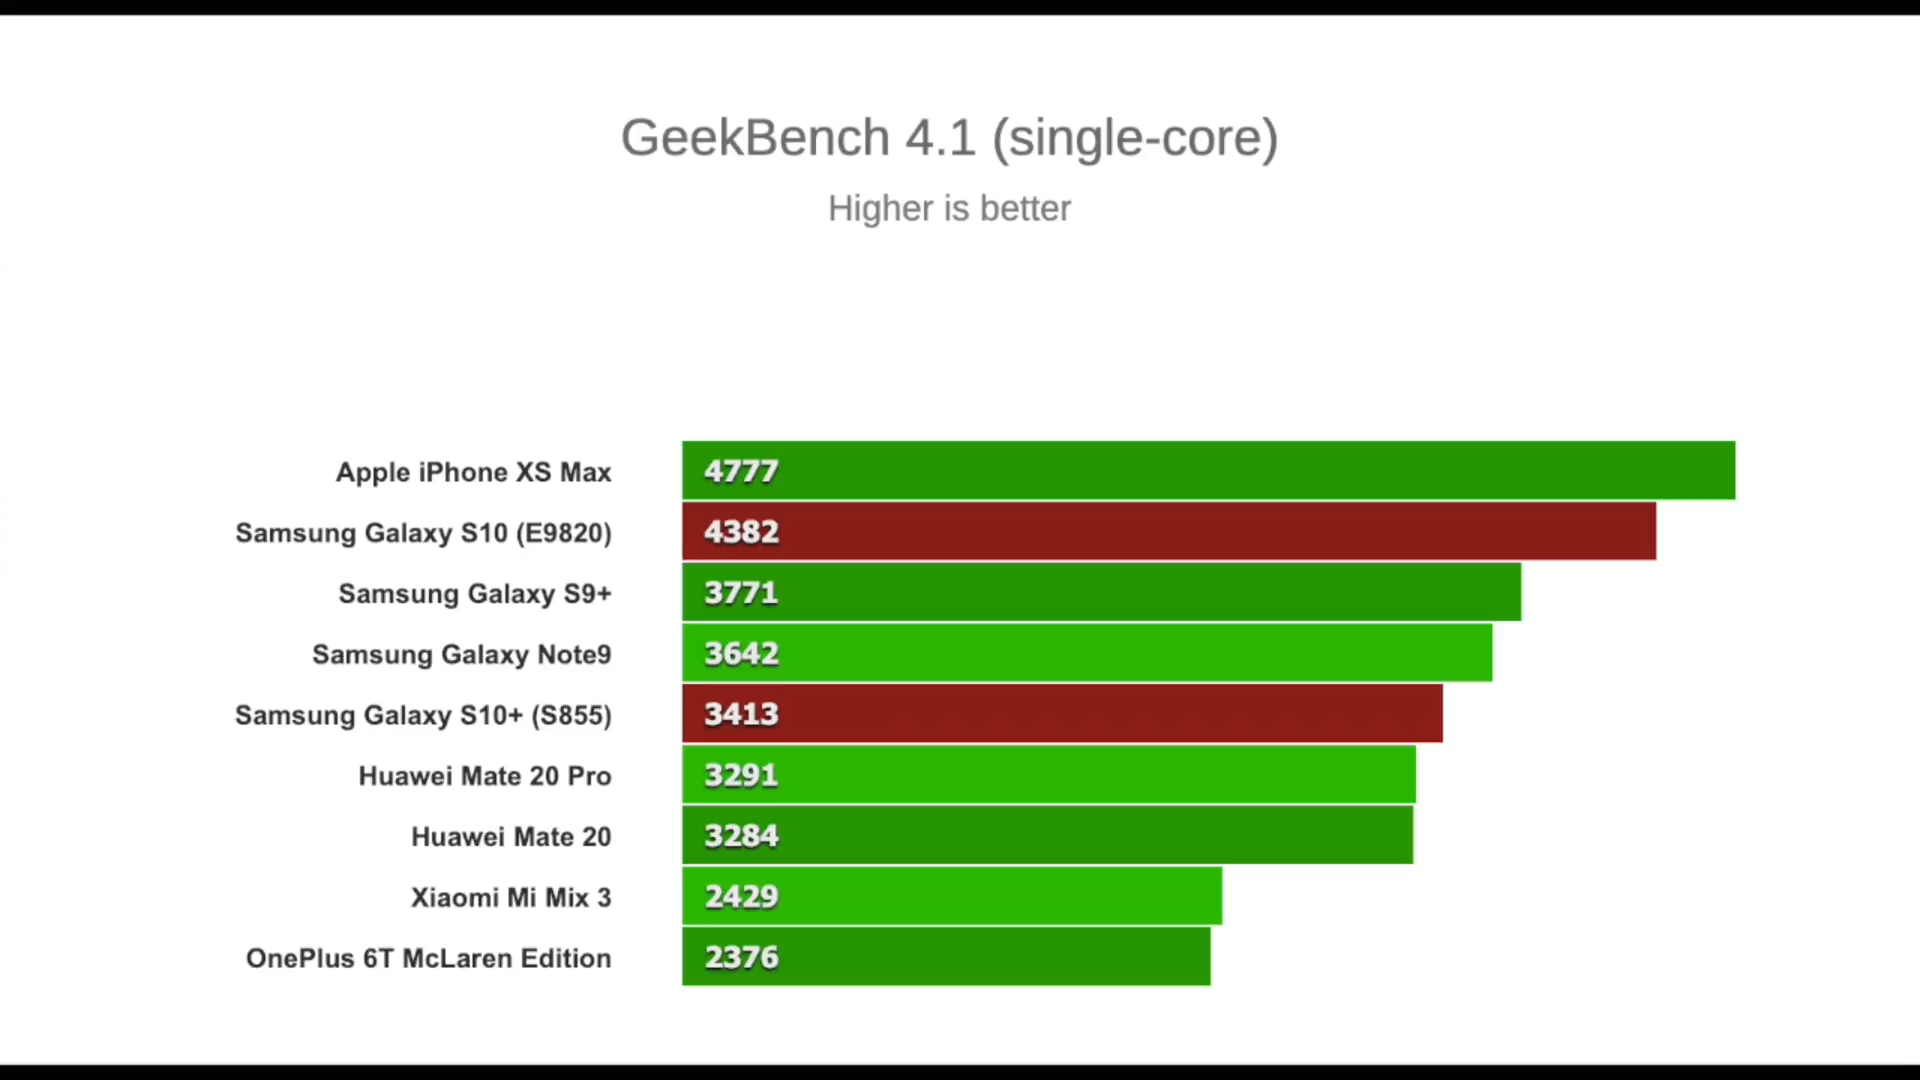 GeekBench 4.1 (single-core)
Higher is better
Apple iPhone XS Max 4777
Samsung Galaxy S10 (E9820) 4382
Samsung Galaxy S9+ 3771
Samsung Galaxy Note9 3642
Samsung Galaxy S10+ (S855) 3413
Huawei Mate 20 Pro 3291
Huawei Mate 20 3284
Xiaomi Mi Mix 3 2429
OnePlus 6T McLaren Edition 2376